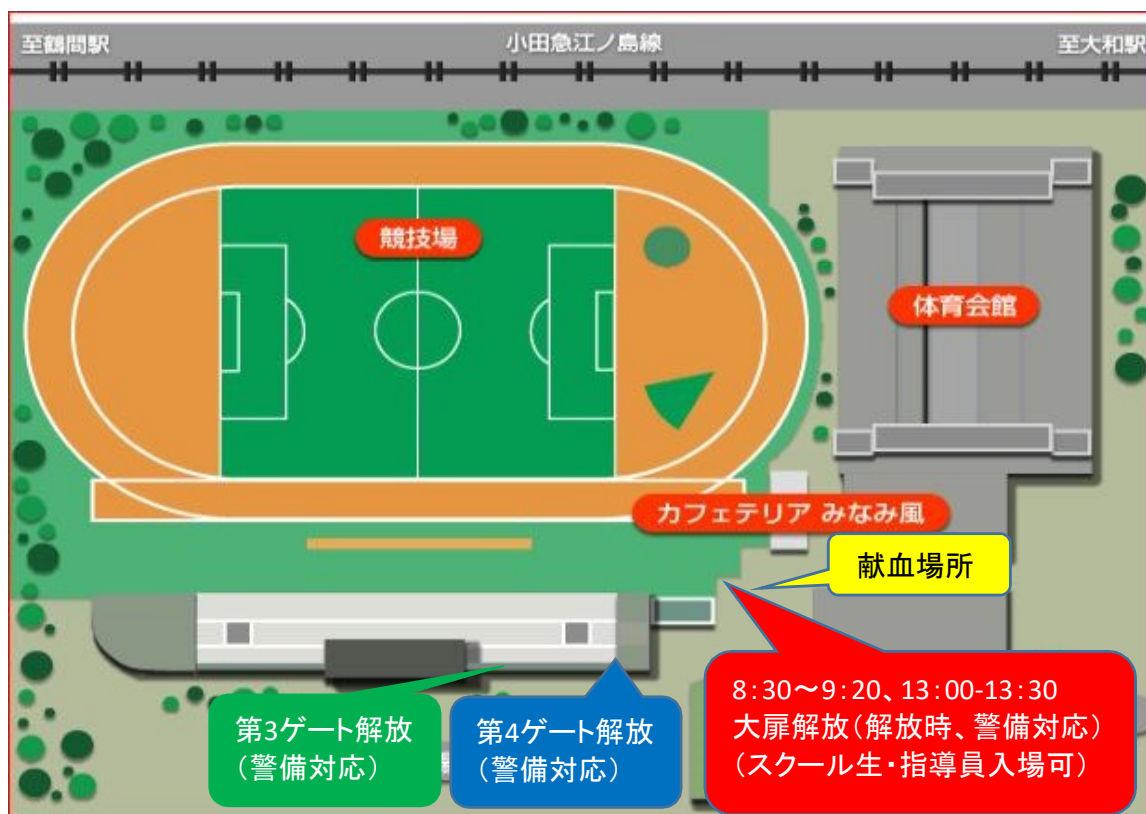 至鶴間駅
小田急江ノ島線
至大和駅
競技場
体育会館
カフェテリア みなみ風
献血場所
8:30～9:20、13:00-13:30
大扉解放(解放時、警備対応)
(スクール生・指導員入場可)
第3ゲート解放
(警備対応)
第4ゲート解放
(警備対応)